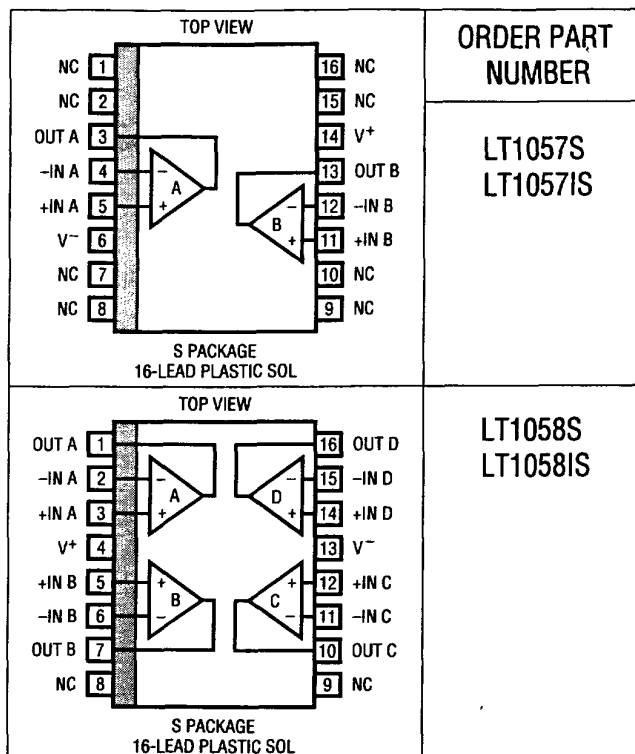 TOP VIEW
NC 1 16 NC
NC 2 15 NC
OUT A 3 14 V+
–IN A 4 – A 13 OUT B
+IN A 5 + – 12 –IN B
V– 6 B + 11 +IN B
NC 7 10 NC
NC 8 9 NC
S PACKAGE
16-LEAD PLASTIC SOL
ORDER PART
NUMBER
LT1057S
LT1057IS
TOP VIEW
OUT A 1 16 OUT D
–IN A 2 – A D – 15 –IN D
+IN A 3 + + 14 +IN D
V+ 4 13 V–
+IN B 5 + B C + 12 +IN C
–IN B 6 – – 11 –IN C
OUT B 7 10 OUT C
NC 8 9 NC
S PACKAGE
16-LEAD PLASTIC SOL
LT1058S
LT1058IS